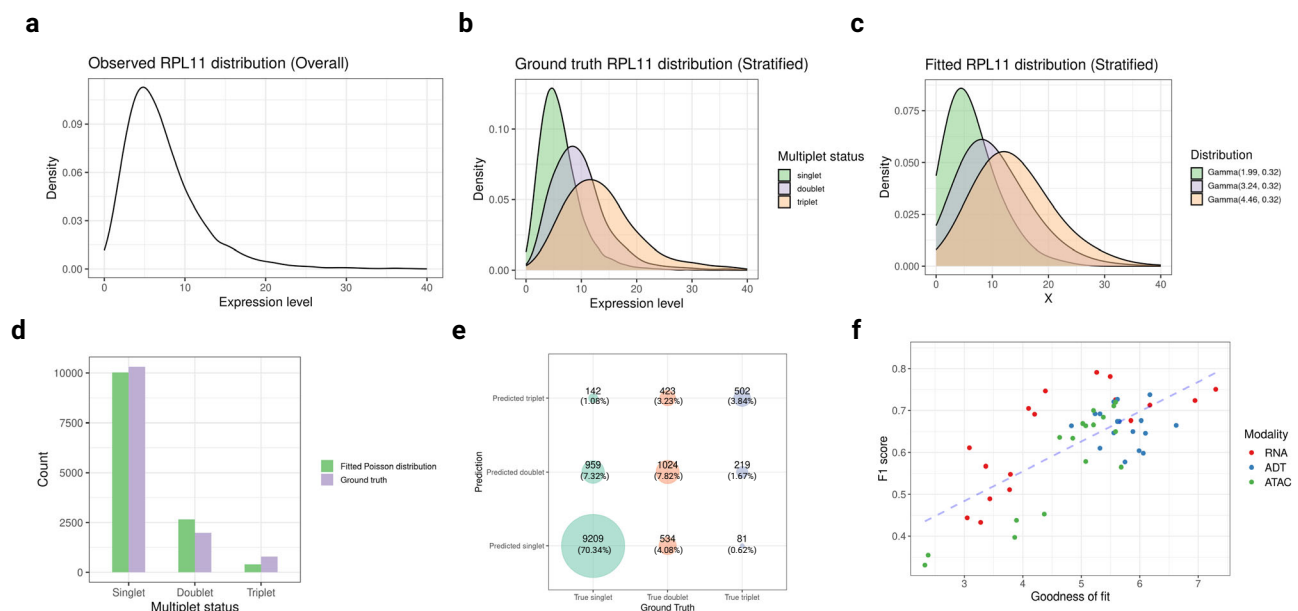 a
Observed RPL11 distribution (Overall)
Density
0.09
0.06
0.03
0.00
0
10
20
30
40
Expression level
b
Ground truth RPL11 distribution (Stratified)
Density
0.10
0.05
0.00
0
10
20
30
40
Expression level
Multiplet status
singlet
doublet
triplet
c
Fitted RPL11 distribution (Stratified)
Density
0.075
0.050
0.025
0.000
0
10
20
30
40
X
Distribution
Gamma(1.99, 0.32)
Gamma(3.24, 0.32)
Gamma(4.46, 0.32)
d
Count
10000
7500
5000
2500
0
Singlet
Doublet
Triplet
Multiplet status
Fitted Poisson distribution
Ground truth
e
Prediction
Predicted triplet
142
(1.08%)
423
(3.23%)
502
(3.84%)
Predicted doublet
959
(7.32%)
1024
(7.82%)
219
(1.67%)
Predicted singlet
9209
(70.34%)
534
(4.08%)
81
(0.62%)
True singlet
True doublet
True triplet
Ground Truth
f
F1 score
0.8
0.7
0.6
0.5
0.4
3
4
5
6
7
Goodness of fit
Modality
RNA
ADT
ATAC